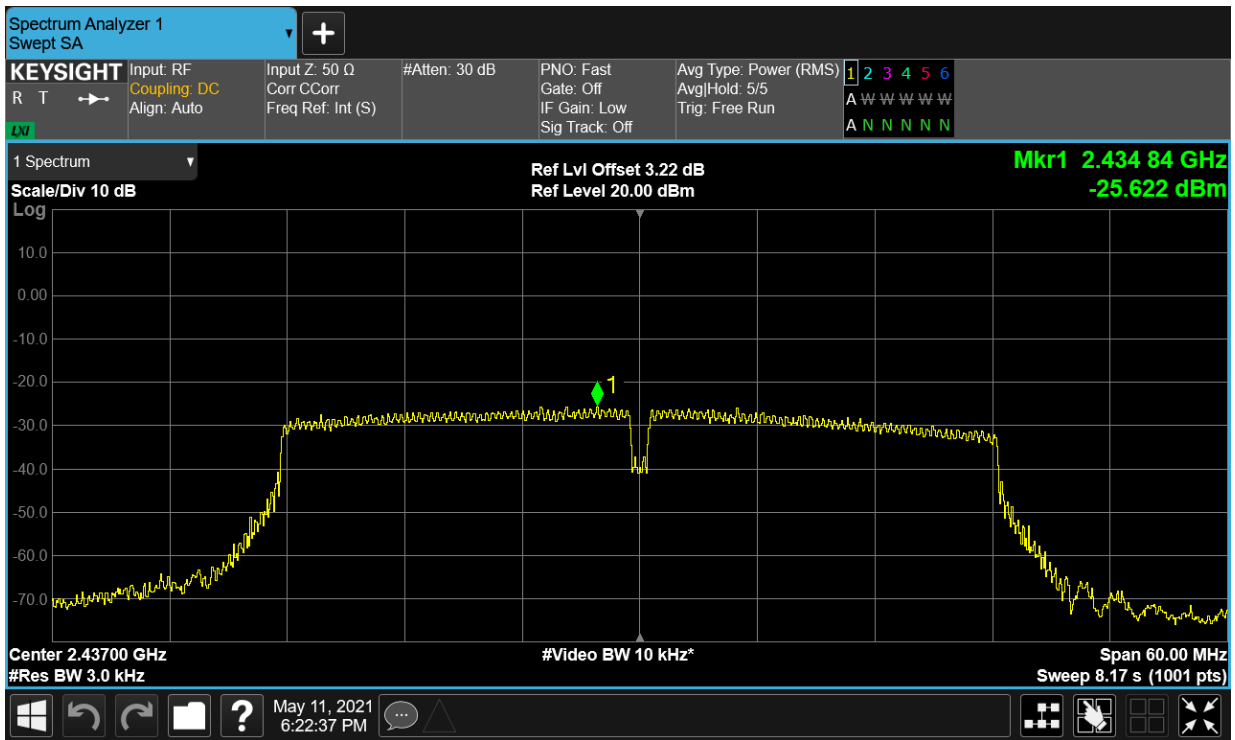 Spectrum Analyzer 1
Swept SA
+
KEYSIGHT
R T
LXI
Input: RF
Coupling: DC
Align: Auto
Input Z: 50 Ω
Corr CCorr
Freq Ref: Int (S)
#Atten: 30 dB
PNO: Fast
Gate: Off
IF Gain: Low
Sig Track: Off
Avg Type: Power (RMS)
Avg|Hold: 5/5
Trig: Free Run
1 2 3 4 5 6
A W W W W W
A N N N N N
1 Spectrum
Scale/Div 10 dB
Log
Ref Lvl Offset 3.22 dB
Ref Level 20.00 dBm
Mkr1 2.434 84 GHz
-25.622 dBm
10.0
0.00
-10.0
-20.0
1
-30.0
-40.0
-50.0
-60.0
-70.0
Center 2.43700 GHz
#Res BW 3.0 kHz
#Video BW 10 kHz*
Span 60.00 MHz
Sweep 8.17 s (1001 pts)
?
May 11, 2021
6:22:37 PM